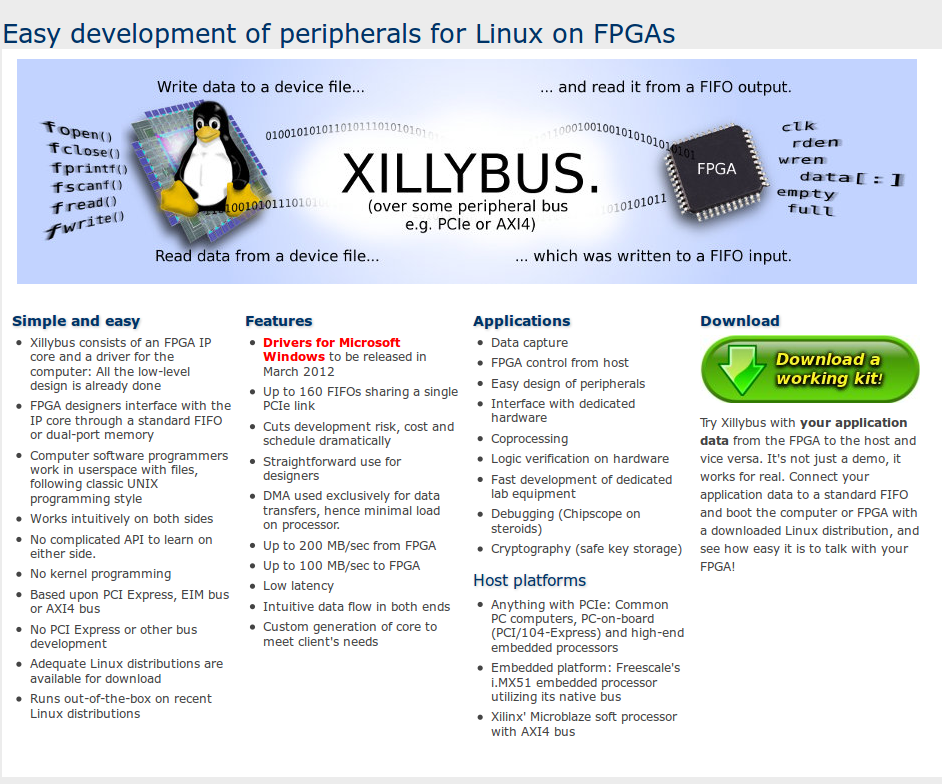 Easy development of peripherals for Linux on FPGAs
Write data to a device file...
... and read it from a FIFO output.
fopen()
fclose()
fprintf()
fscanf()
fread()
fwrite()
XILLYBUS.
(over some peripheral bus
e.g. PCIe or AXI4)
FPGA
clk
rden
wren
data[:]
empty
full
Read data from a device file...
... which was written to a FIFO input.
Simple and easy
Xillybus consists of an FPGA IP
core and a driver for the
computer: All the low-level
design is already done
FPGA designers interface with the
IP core through a standard FIFO
or dual-port memory
Computer software programmers
work in userspace with files,
following classic UNIX
programming style
Works intuitively on both sides
No complicated API to learn on
either side.
No kernel programming
Based upon PCI Express, EIM bus
or AXI4 bus
No PCI Express or other bus
development
Adequate Linux distributions are
available for download
Runs out-of-the-box on recent
Linux distributions
Features
Drivers for Microsoft
Windows to be released in
March 2012
Up to 160 FIFOs sharing a single
PCIe link
Cuts development risk, cost and
schedule dramatically
Straightforward use for
designers
DMA used exclusively for data
transfers, hence minimal load
on processor.
Up to 200 MB/sec from FPGA
Up to 100 MB/sec to FPGA
Low latency
Intuitive data flow in both ends
Custom generation of core to
meet client's needs
Applications
Data capture
FPGA control from host
Easy design of peripherals
Interface with dedicated
hardware
Coprocessing
Logic verification on hardware
Fast development of dedicated
lab equipment
Debugging (Chipscope on
steroids)
Cryptography (safe key storage)
Host platforms
Anything with PCIe: Common
PC computers, PC-on-board
(PCI/104-Express) and high-end
embedded processors
Embedded platform: Freescale's
i.MX51 embedded processor
utilizing its native bus
Xilinx' Microblaze soft processor
with AXI4 bus
Download
Download a
working kit!
Try Xillybus with your application
data from the FPGA to the host and
vice versa. It's not just a demo, it
works for real. Connect your
application data to a standard FIFO
and boot the computer or FPGA with
a downloaded Linux distribution, and
see how easy it is to talk with your
FPGA!